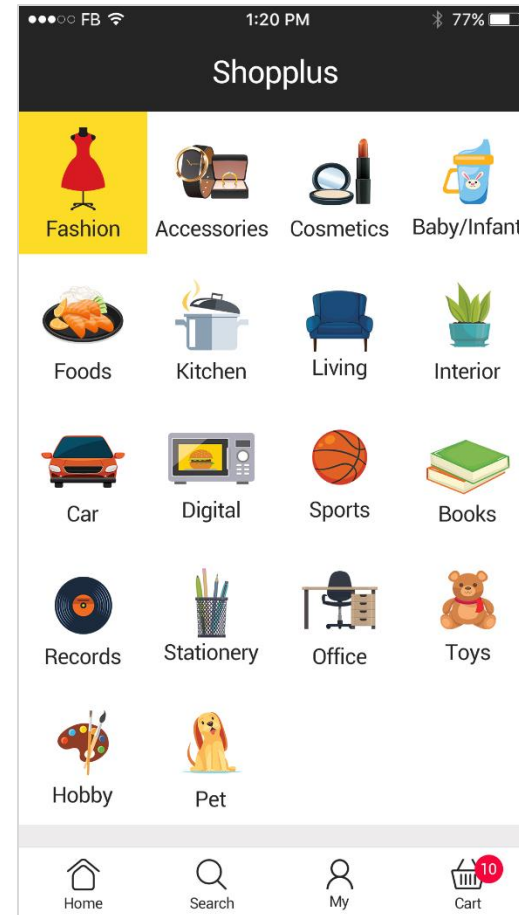 FB 1:20 PM 77%
Shopplus
Fashion Accessories Cosmetics Baby/Infant
Foods Kitchen Living Interior
Car Digital Sports Books
Records Stationery Office Toys
Hobby Pet
10
Home Search My Cart